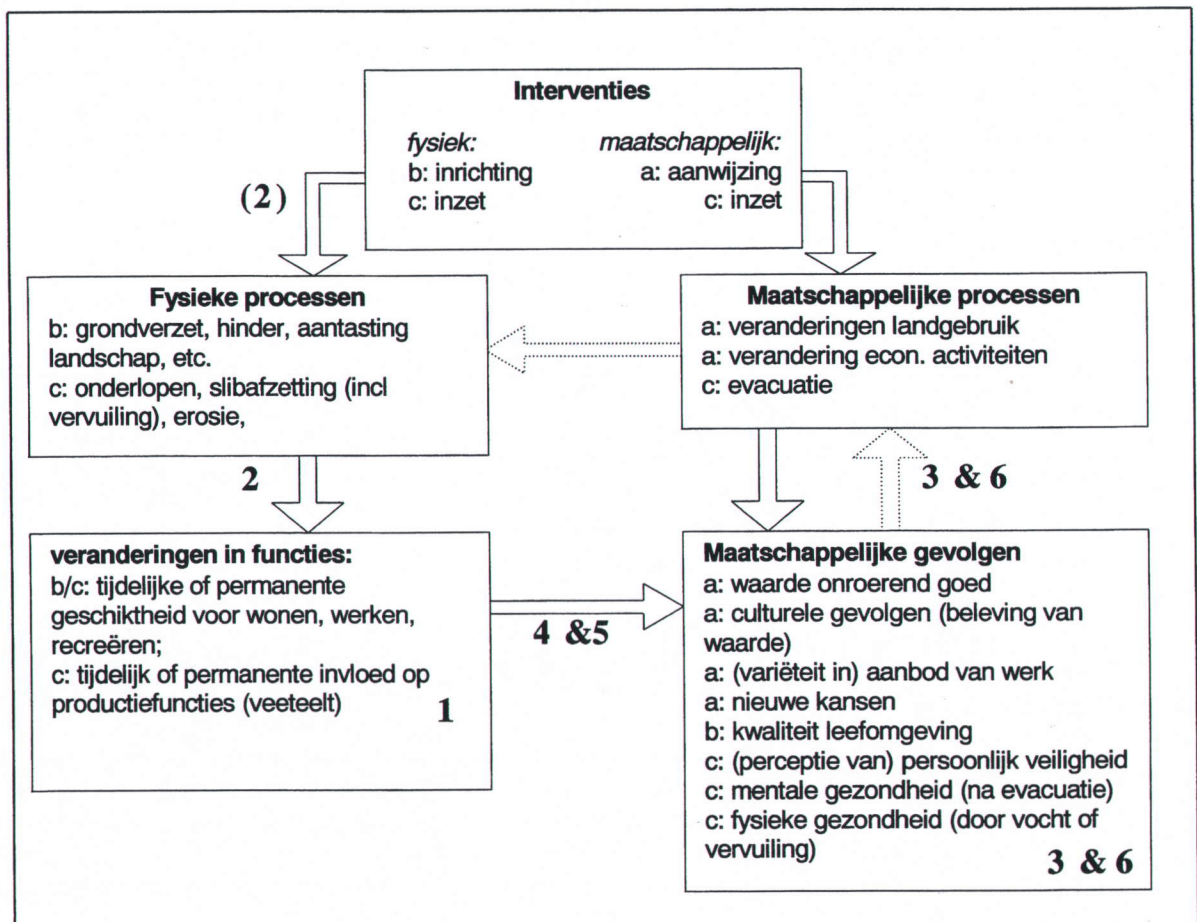 Interventies
fysiek: maatschappelijk:
b: inrichting a: aanwijzing
c: inzet c: inzet
(2)
Fysieke processen
b: grondverzet, hinder, aantasting
landschap, etc.
c: onderlopen, slibafzetting (incl
vervuiling), erosie,
Maatschappelijke processen
a: veranderingen landgebruik
a: verandering econ. activiteiten
c: evacuatie
2
3 & 6
veranderingen in functies:
b/c: tijdelijke of permanente
geschiktheid voor wonen, werken,
recreëren;
c: tijdelijk of permanente invloed op
productiefuncties (veeteelt)
1
4 &5
Maatschappelijke gevolgen
a: waarde onroerend goed
a: culturele gevolgen (beleving van
waarde)
a: (variëteit in) aanbod van werk
a: nieuwe kansen
b: kwaliteit leefomgeving
c: (perceptie van) persoonlijk veiligheid
c: mentale gezondheid (na evacuatie)
c: fysieke gezondheid (door vocht of
vervuiling)
3 & 6